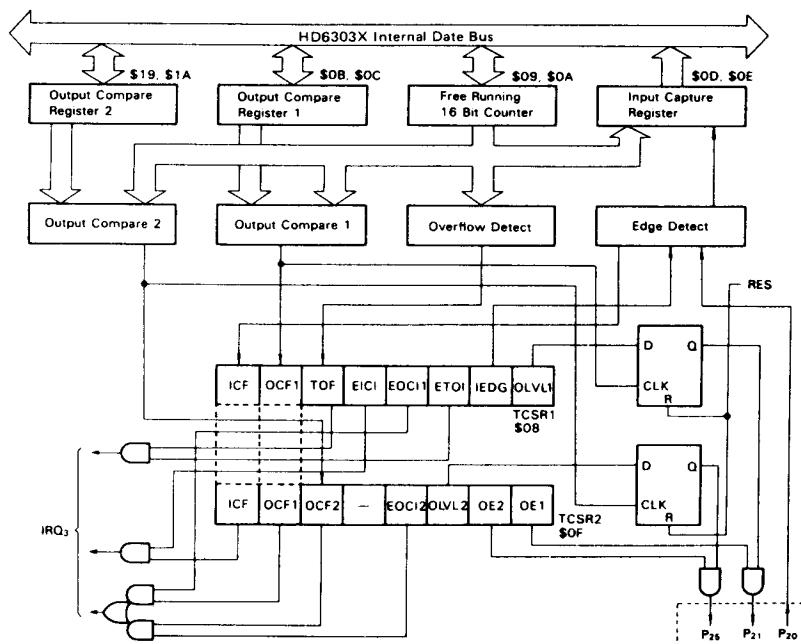 HD6303X Internal Date Bus
$19, $1A
$0B, $0C
$09, $0A
$0D, $0E
Output Compare
Register 2
Output Compare
Register 1
Free Running
16 Bit Counter
Input Capture
Register
Output Compare 2
Output Compare 1
Overflow Detect
Edge Detect
RES
D
Q
CLK
R
ICF
OCF1
TOF
EICI
EOCI1
ETOI
IEDG
OLVL1
TCSR1
$08
D
Q
CLK
R
ICF
OCF1
OCF2
—
EOCI2
OLVL2
OE2
OE1
TCSR2
$0F
IRQ₃
P₂₅
P₂₁
P₂₀